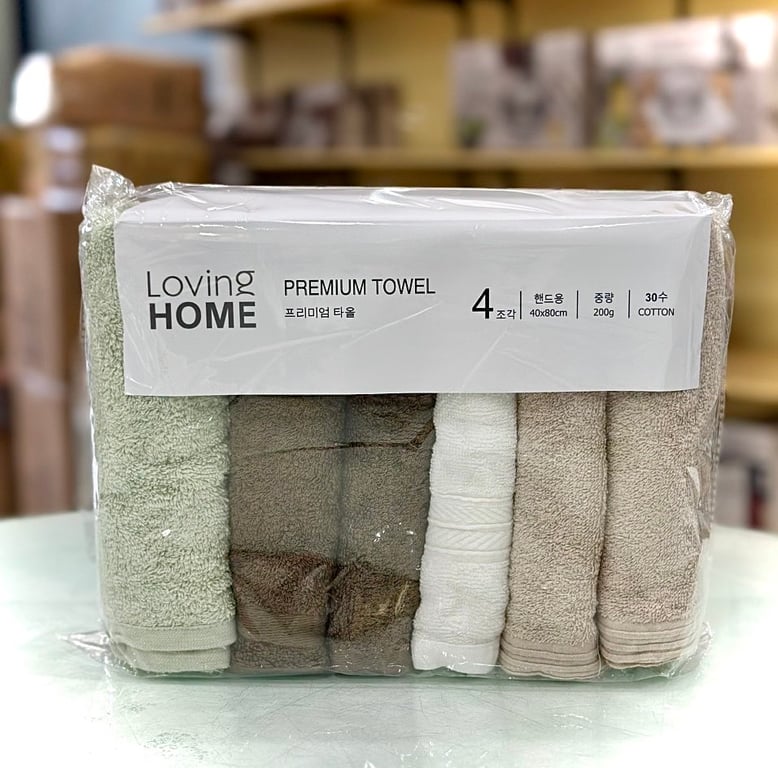 Loving
HOME
PREMIUM TOWEL
프리미엄 타올
4 조각
핸드용
40x80cm
중량
200g
30수
COTTON